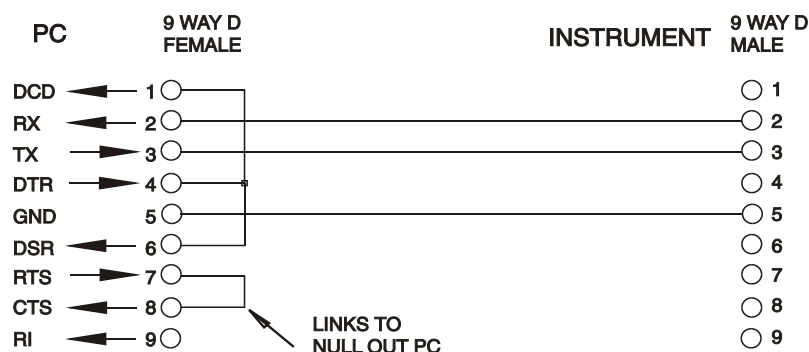 PC
9 WAY D
FEMALE
INSTRUMENT
9 WAY D
MALE
DCD 1 1
RX 2 2
TX 3 3
DTR 4 4
GND 5 5
DSR 6 6
RTS 7 7
CTS 8 8
RI 9 9
LINKS TO
NULL OUT PC